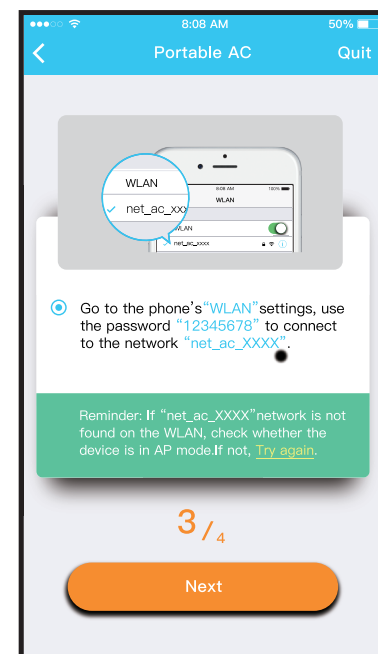 8:08 AM
50%
Portable AC
Quit
WLAN
net_ac_xxx
8:08 AM
100%
WLAN
WLAN
net_ac_xxxx
Go to the phone's“WLAN”settings, use
the password “12345678” to connect
to the network “net_ac_XXXX”.
Reminder: If “net_ac_XXXX”network is not
found on the WLAN, check whether the
device is in AP mode.If not, Try again.
3/4
Next